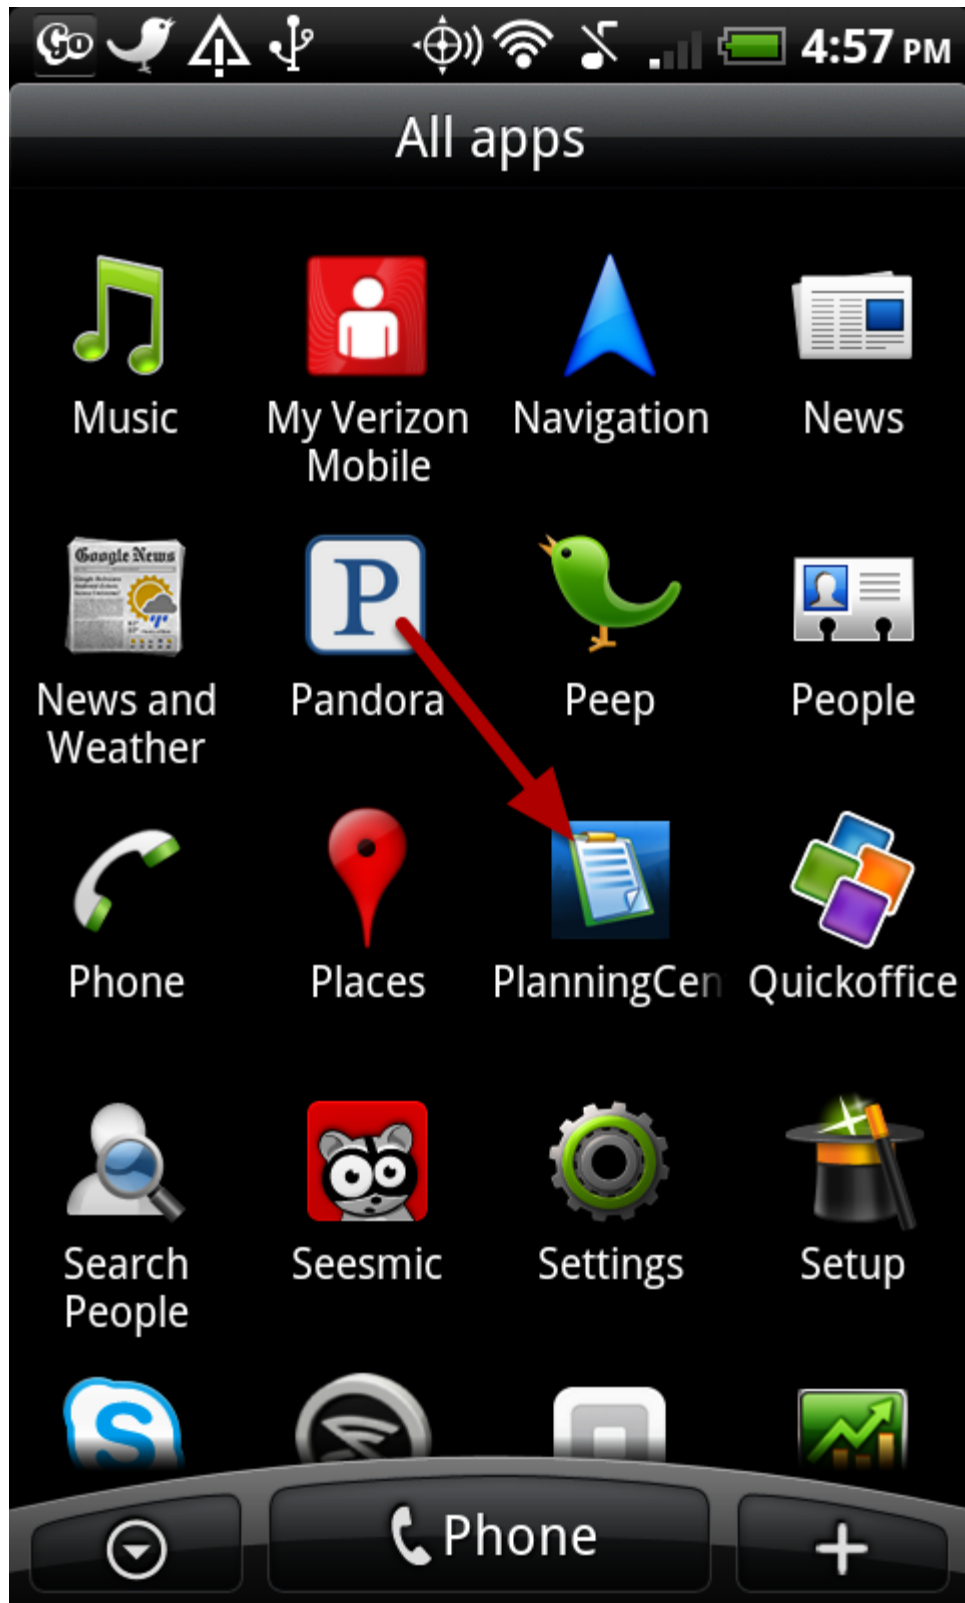 Go
4:57 PM
All apps
Music
My Verizon
Mobile
Navigation
News
Google News
P
News and
Weather
Pandora
Peep
People
Phone
Places
PlanningCen
Quickoffice
Search
People
Seesmic
Settings
Setup
S
Phone